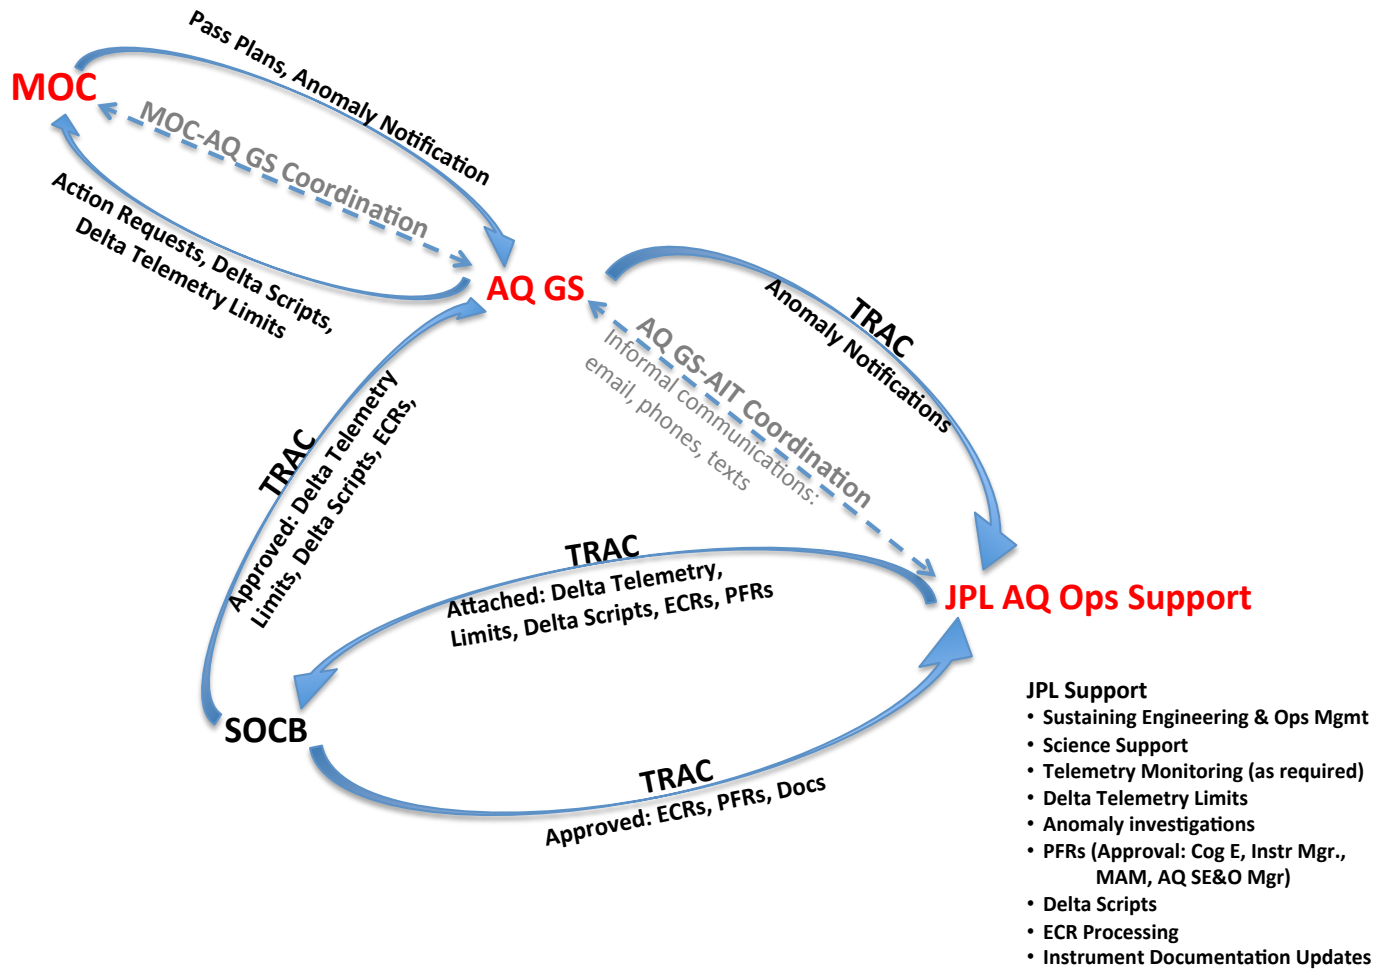 Pass Plans, Anomaly Notification
MOC
MOC-AQ GS Coordination
Action Requests, Delta Scripts,
Delta Telemetry Limits
AQ GS
TRAC
Anomaly Notifications
AQ GS-AIT Coordination
Informal communications:
email, phones, texts
TRAC
Approved: Delta Telemetry
Limits, Delta Scripts, ECRs,
TRAC
Attached: Delta Telemetry,
Limits, Delta Scripts, ECRs, PFRs
JPL AQ Ops Support
SOCB
TRAC
Approved: ECRs, PFRs, Docs
JPL Support
• Sustaining Engineering & Ops Mgmt
• Science Support
• Telemetry Monitoring (as required)
• Delta Telemetry Limits
• Anomaly investigations
• PFRs (Approval: Cog E, Instr Mgr.,
MAM, AQ SE&O Mgr)
• Delta Scripts
• ECR Processing
• Instrument Documentation Updates